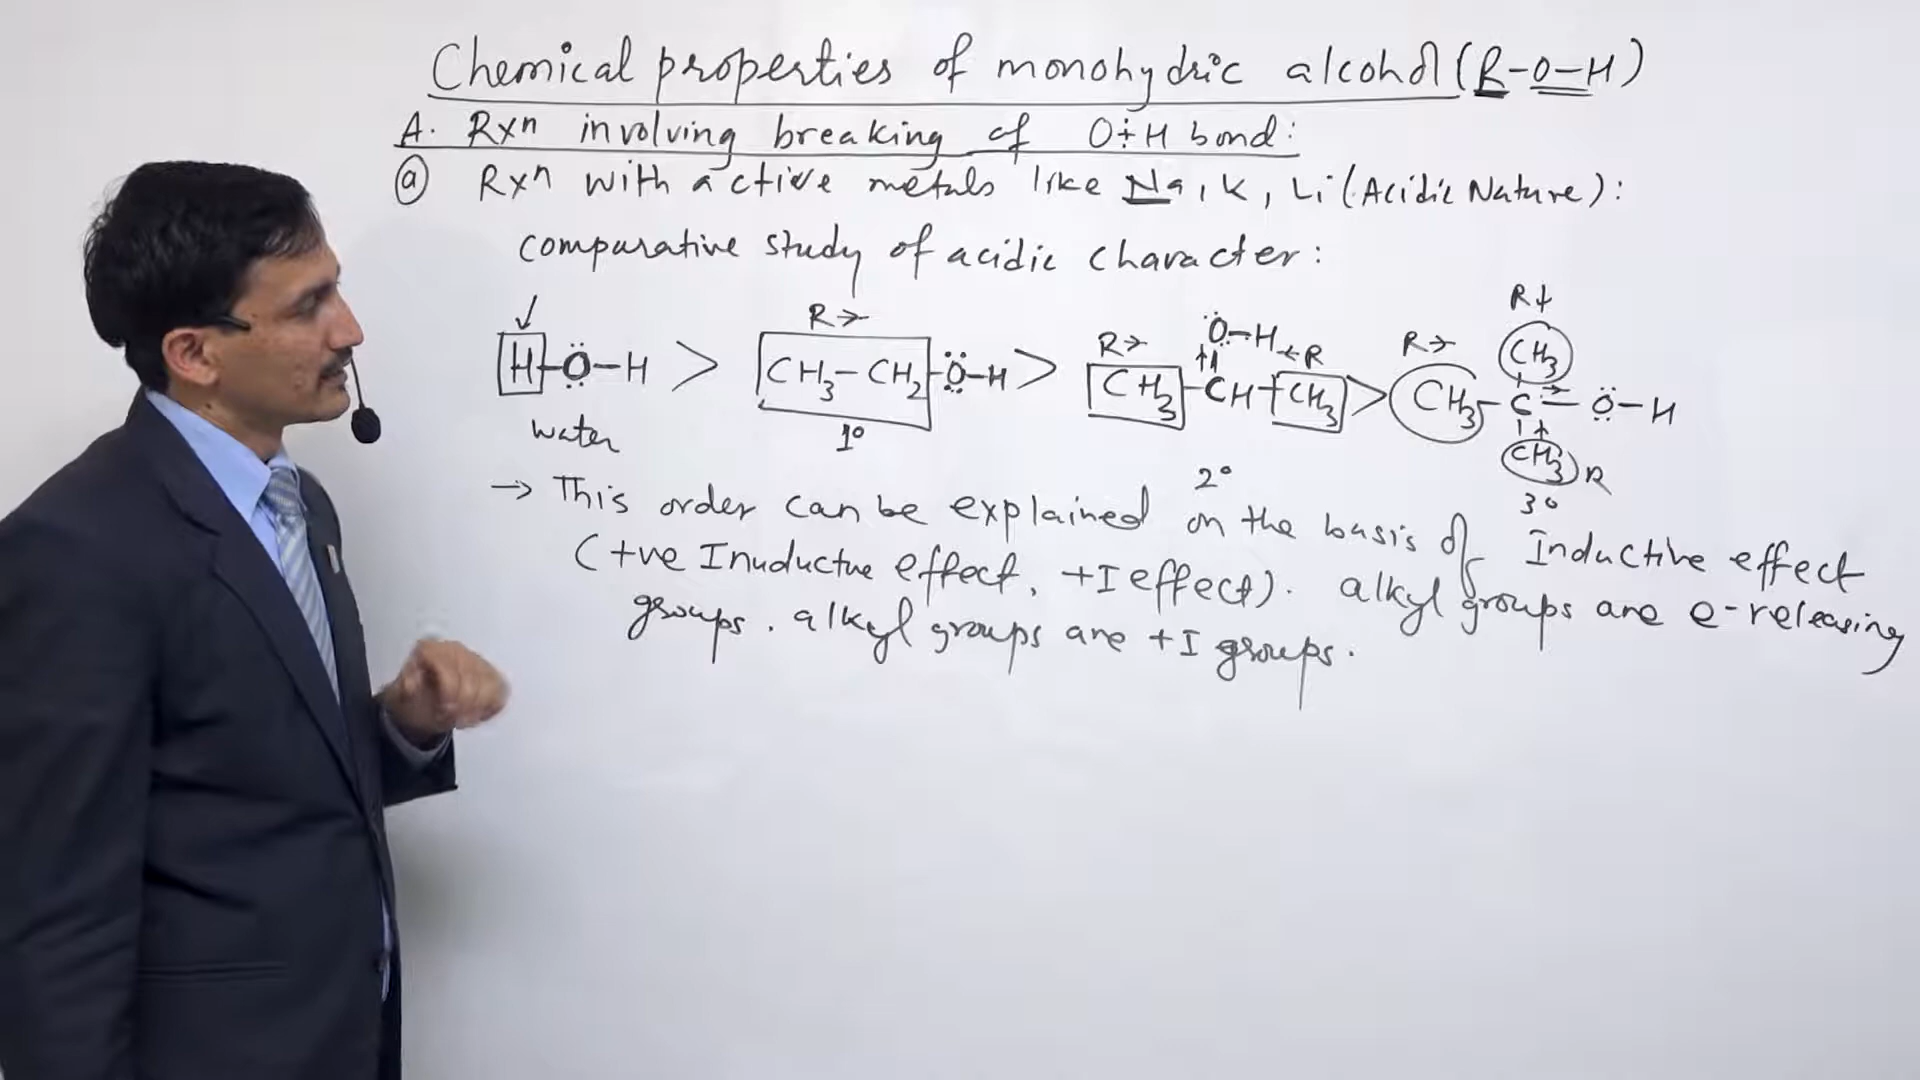 Chemical properties of monohydric alcohol (R-O-H)
A. Rxn involving breaking of O÷H bond:
ⓐ Rxn with active metals like Na, K, Li (Acidic Nature):
comparative study of acidic character:
H-Ö-H > CH3-CH2-Ö-H > CH3-CH-CH3 > CH3-C-Ö-H
R R Ö-H R R R
CH3
CH3 R
water 1° 2° 3°
→ This order can be explained on the basis of Inductive effect
(+ve Inuductve effect, +I effect). alkyl groups are e-releasing
groups. alkyl groups are +I groups.